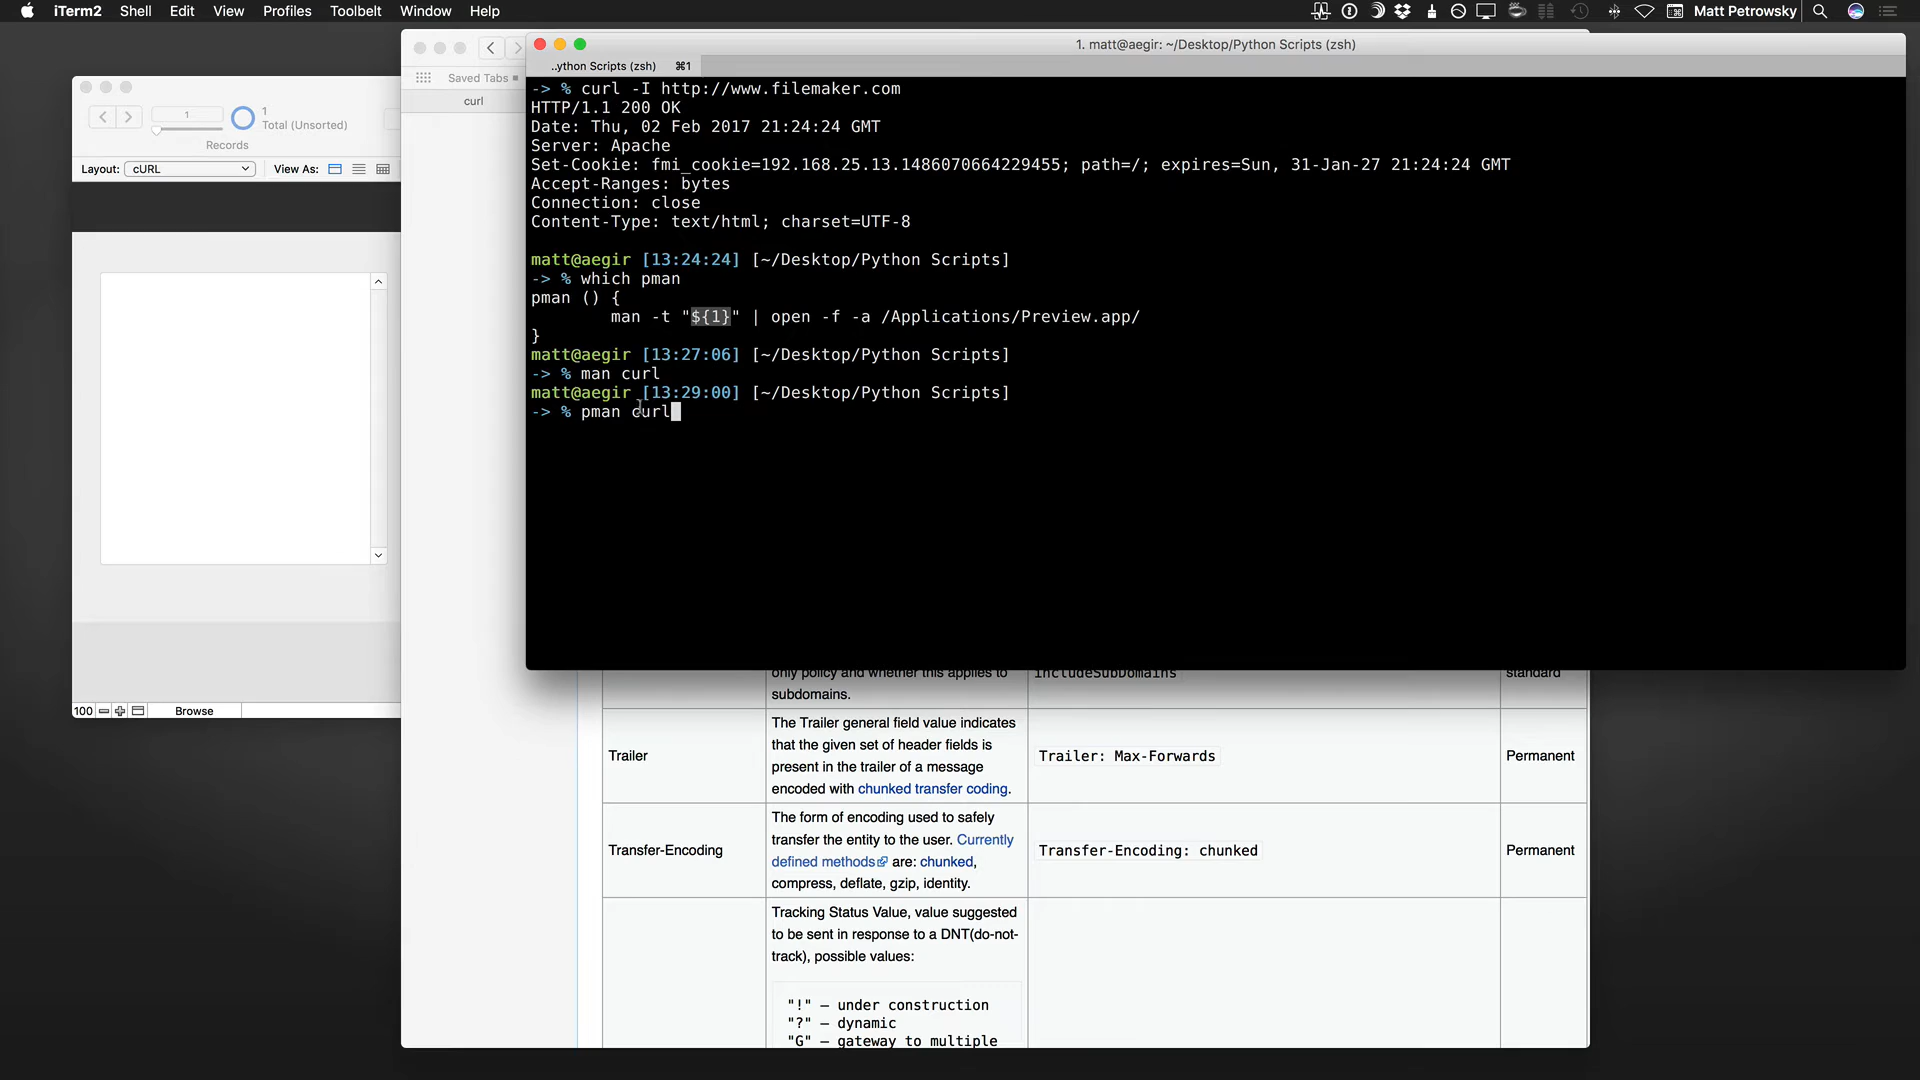 iTerm2 Shell Edit View Profiles Toolbelt Window Help
Matt Petrowsky
1. matt@aegir: ~/Desktop/Python Scripts (zsh)
..ython Scripts (zsh) ⌘1
-> % curl -I http://www.filemaker.com
HTTP/1.1 200 OK
Date: Thu, 02 Feb 2017 21:24:24 GMT
Server: Apache
Set-Cookie: fmi_cookie=192.168.25.13.1486070664229455; path=/; expires=Sun, 31-Jan-27 21:24:24 GMT
Accept-Ranges: bytes
Connection: close
Content-Type: text/html; charset=UTF-8
matt@aegir [13:24:24] [~/Desktop/Python Scripts]
-> % which pman
pman () {
man -t "${1}" | open -f -a /Applications/Preview.app/
}
matt@aegir [13:27:06] [~/Desktop/Python Scripts]
-> % man curl
matt@aegir [13:29:00] [~/Desktop/Python Scripts]
-> % pman curl
Saved Tabs
curl
1
1
Total (Unsorted)
Records
Layout: cURL View As:
100 Browse
only policy and whether this applies to
subdomains.
includeSubDomains
standard
Trailer
The Trailer general field value indicates
that the given set of header fields is
present in the trailer of a message
encoded with chunked transfer coding.
Trailer: Max-Forwards
Permanent
Transfer-Encoding
The form of encoding used to safely
transfer the entity to the user. Currently
defined methods are: chunked,
compress, deflate, gzip, identity.
Transfer-Encoding: chunked
Permanent
Tracking Status Value, value suggested
to be sent in response to a DNT(do-not-
track), possible values:
"!" — under construction
"?" — dynamic
"G" — gateway to multiple